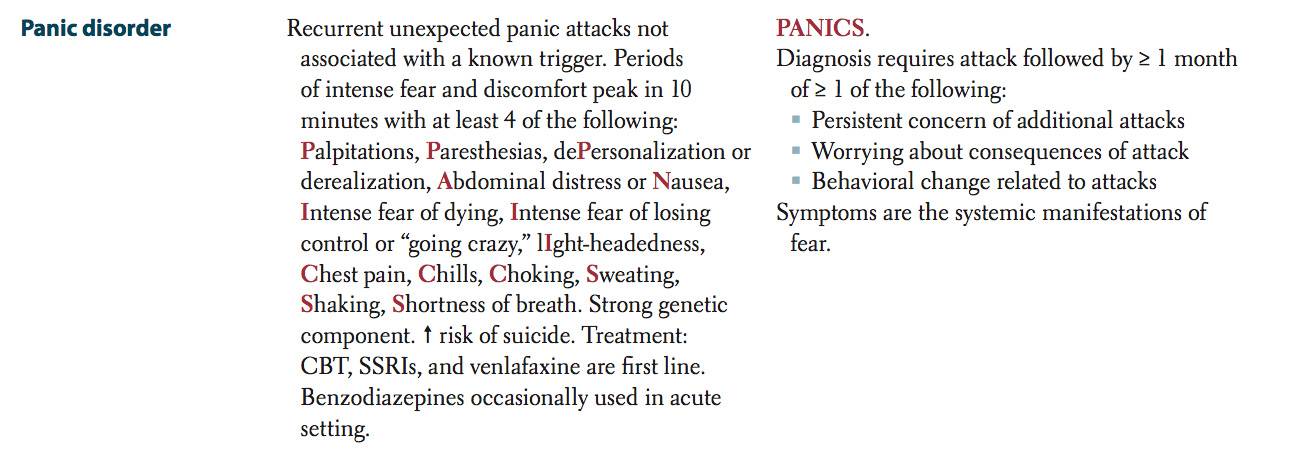 Panic disorder
Recurrent unexpected panic attacks not
associated with a known trigger. Periods
of intense fear and discomfort peak in 10
minutes with at least 4 of the following:
Palpitations, Paresthesias, dePersonalization or
derealization, Abdominal distress or Nausea,
Intense fear of dying, Intense fear of losing
control or “going crazy,” lIght-headedness,
Chest pain, Chills, Choking, Sweating,
Shaking, Shortness of breath. Strong genetic
component. ↑ risk of suicide. Treatment:
CBT, SSRIs, and venlafaxine are first line.
Benzodiazepines occasionally used in acute
setting.
PANICS.
Diagnosis requires attack followed by ≥ 1 month
of ≥ 1 of the following:
▪ Persistent concern of additional attacks
▪ Worrying about consequences of attack
▪ Behavioral change related to attacks
Symptoms are the systemic manifestations of
fear.